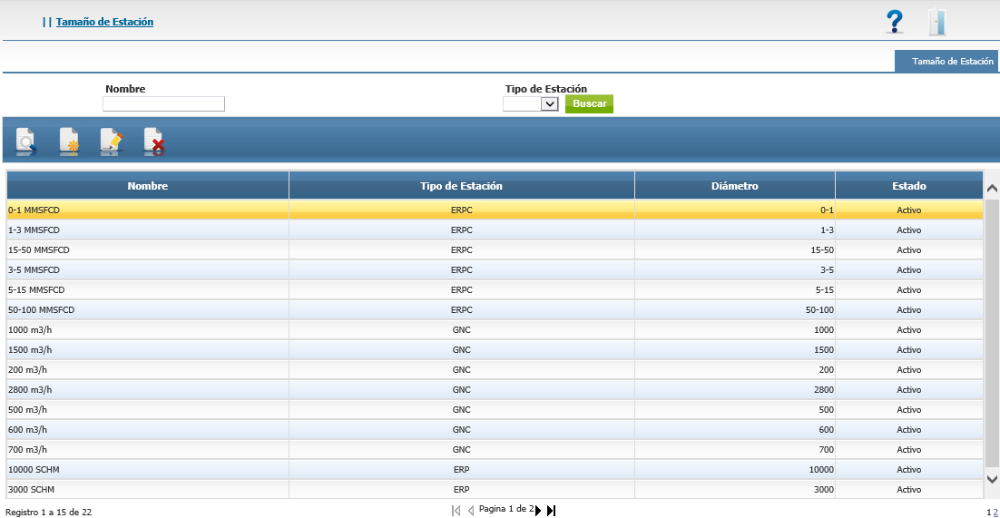 || Tamaño de Estación
?
Tamaño de Estación
Nombre Tipo de Estación
Buscar
Nombre Tipo de Estación Diámetro Estado
0-1 MMSFCD ERPC 0-1 Activo
1-3 MMSFCD ERPC 1-3 Activo
15-50 MMSFCD ERPC 15-50 Activo
3-5 MMSFCD ERPC 3-5 Activo
5-15 MMSFCD ERPC 5-15 Activo
50-100 MMSFCD ERPC 50-100 Activo
1000 m3/h GNC 1000 Activo
1500 m3/h GNC 1500 Activo
200 m3/h GNC 200 Activo
2800 m3/h GNC 2800 Activo
500 m3/h GNC 500 Activo
600 m3/h GNC 600 Activo
700 m3/h GNC 700 Activo
10000 SCHM ERP 10000 Activo
3000 SCHM ERP 3000 Activo
Registro 1 a 15 de 22 Pagina 1 de 2 1 2